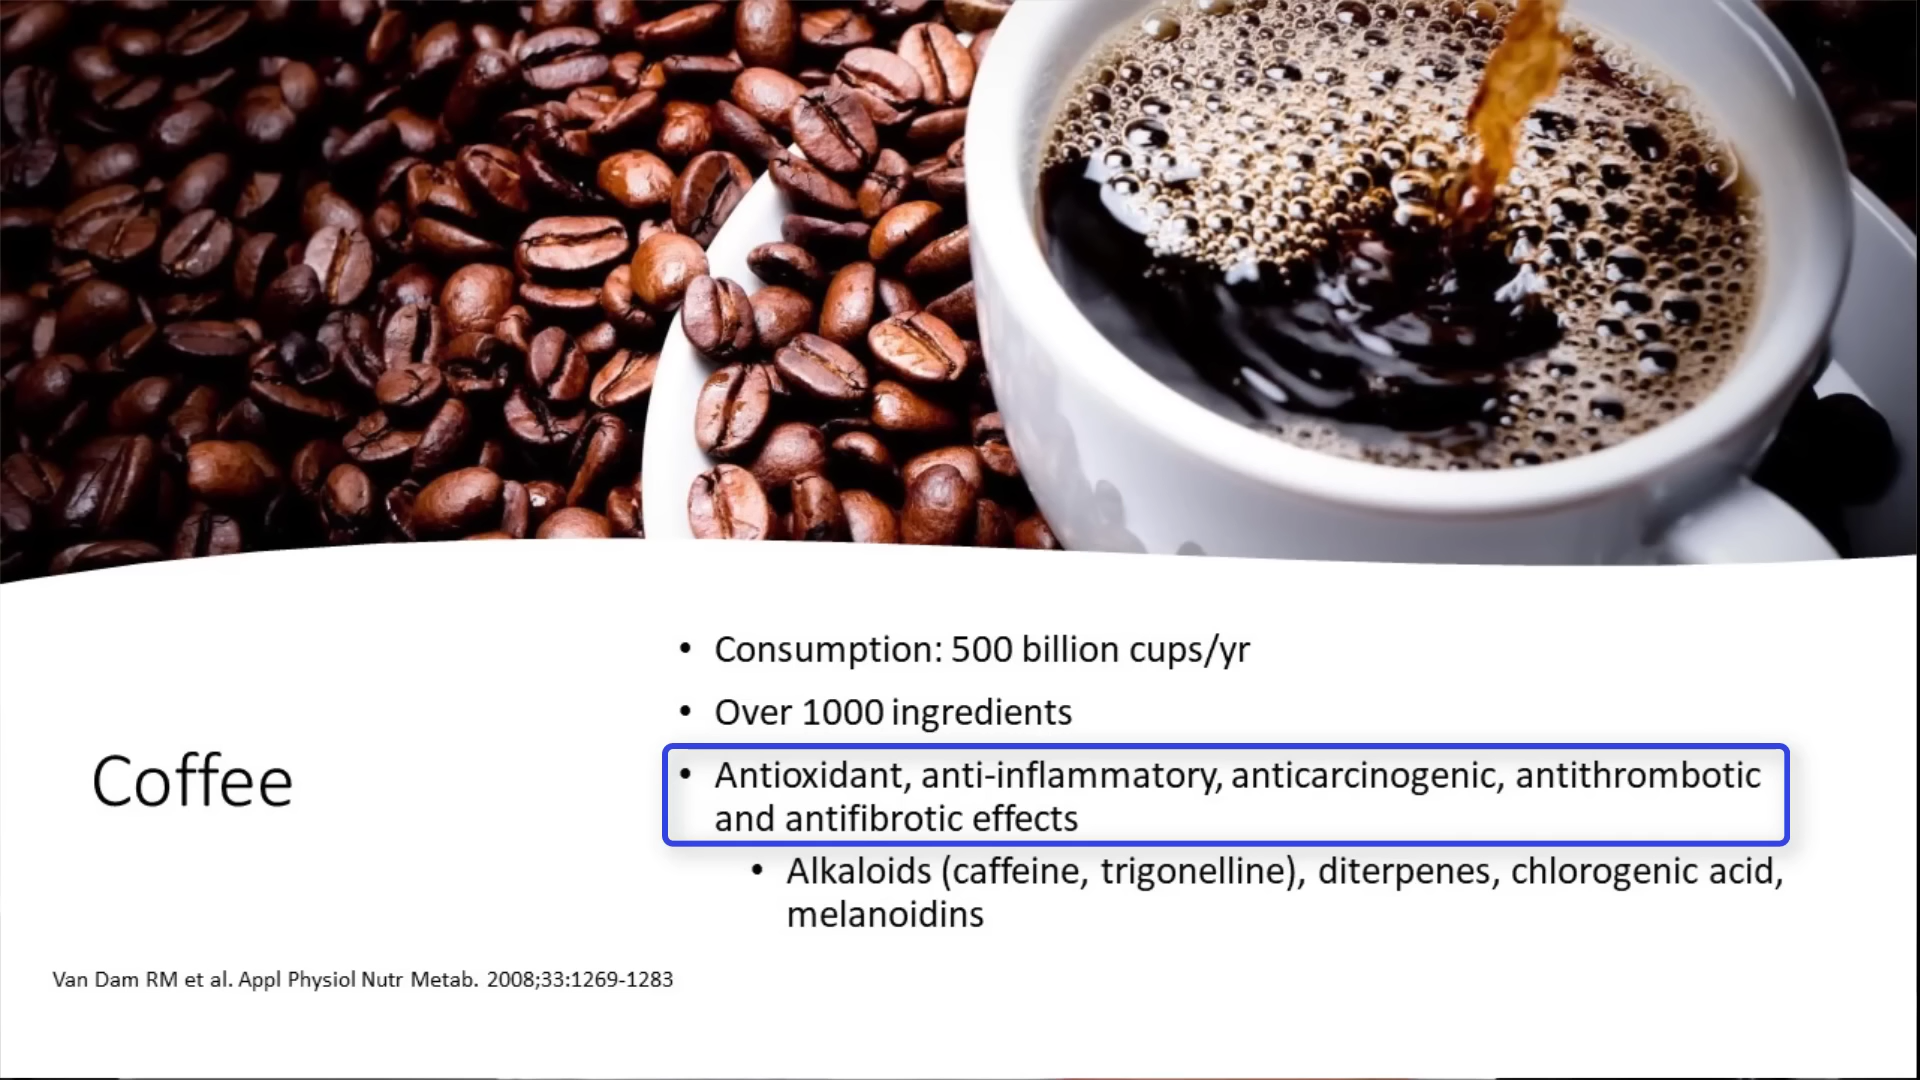 Coffee
• Consumption: 500 billion cups/yr
• Over 1000 ingredients
• Antioxidant, anti-inflammatory, anticarcinogenic, antithrombotic
and antifibrotic effects
• Alkaloids (caffeine, trigonelline), diterpenes, chlorogenic acid,
melanoidins
Van Dam RM et al. Appl Physiol Nutr Metab. 2008;33:1269-1283